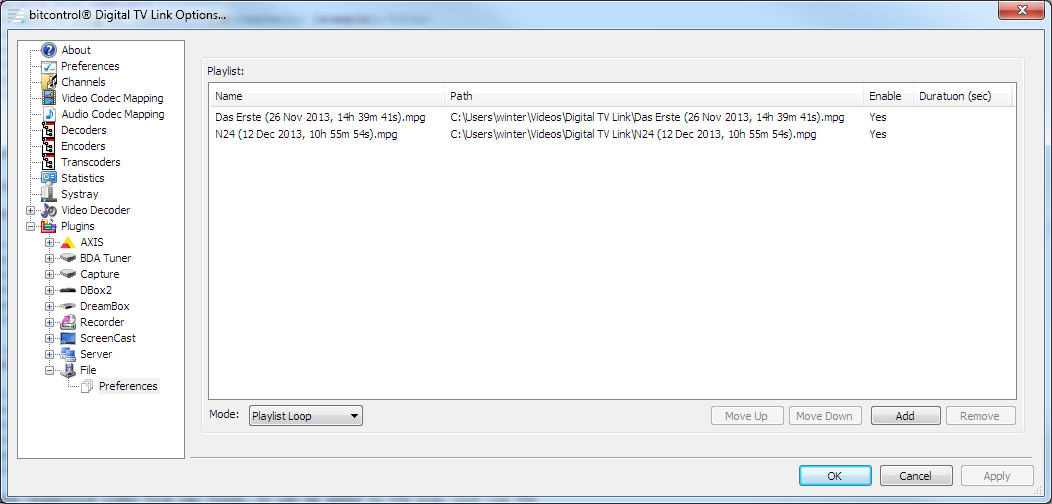 bitcontrol® Digital TV Link Options...
About
Preferences
Channels
Video Codec Mapping
Audio Codec Mapping
Decoders
Encoders
Transcoders
Statistics
Systray
Video Decoder
Plugins
AXIS
BDA Tuner
Capture
DBox2
DreamBox
Recorder
ScreenCast
Server
File
Preferences
Playlist:
Name Path Enable Duratuon (sec)
Das Erste (26 Nov 2013, 14h 39m 41s).mpg C:\Users\winter\Videos\Digital TV Link\Das Erste (26 Nov 2013, 14h 39m 41s).mpg Yes
N24 (12 Dec 2013, 10h 55m 54s).mpg C:\Users\winter\Videos\Digital TV Link\N24 (12 Dec 2013, 10h 55m 54s).mpg Yes
Mode: Playlist Loop Move Up Move Down Add Remove
OK Cancel Apply